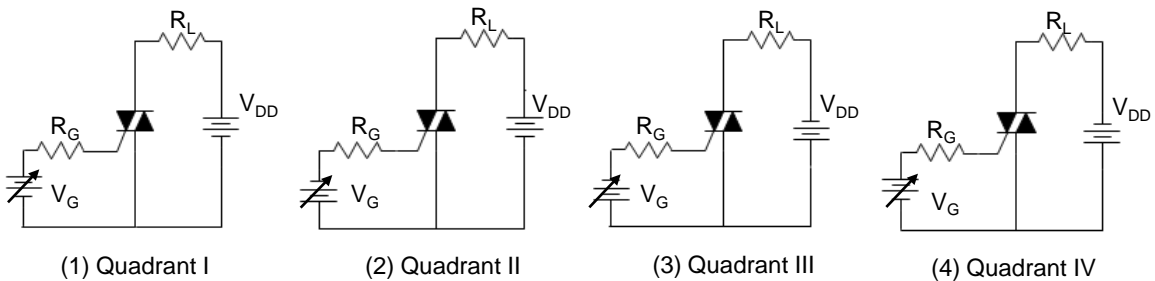 R_L
V_DD
R_G
V_G
(1) Quadrant I
R_L
V_DD
R_G
V_G
(2) Quadrant II
R_L
V_DD
R_G
V_G
(3) Quadrant III
R_L
V_DD
R_G
V_G
(4) Quadrant IV